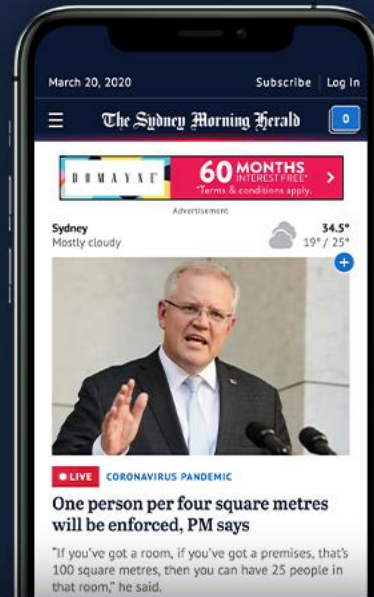 March 20, 2020 Subscribe Log In
The Sydney Morning Herald 0
DOMAYNE 60 MONTHS INTEREST FREE* *Terms & conditions apply.
Advertisement
Sydney 34.5°
Mostly cloudy 19° / 25°
LIVE CORONAVIRUS PANDEMIC
One person per four square metres
will be enforced, PM says
"If you've got a room, if you've got a premises, that's
100 square metres, then you can have 25 people in
that room," he said.